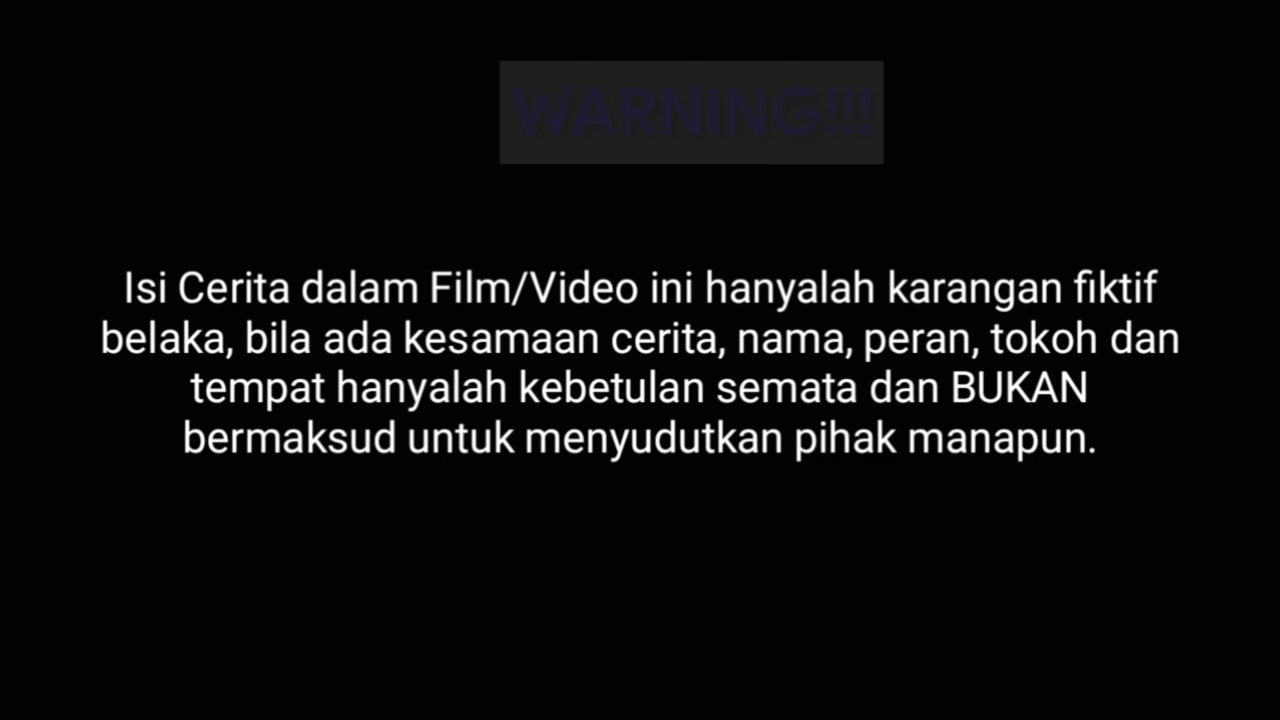 WARNING!!!
Isi Cerita dalam Film/Video ini hanyalah karangan fiktif
belaka, bila ada kesamaan cerita, nama, peran, tokoh dan
tempat hanyalah kebetulan semata dan BUKAN
bermaksud untuk menyudutkan pihak manapun.